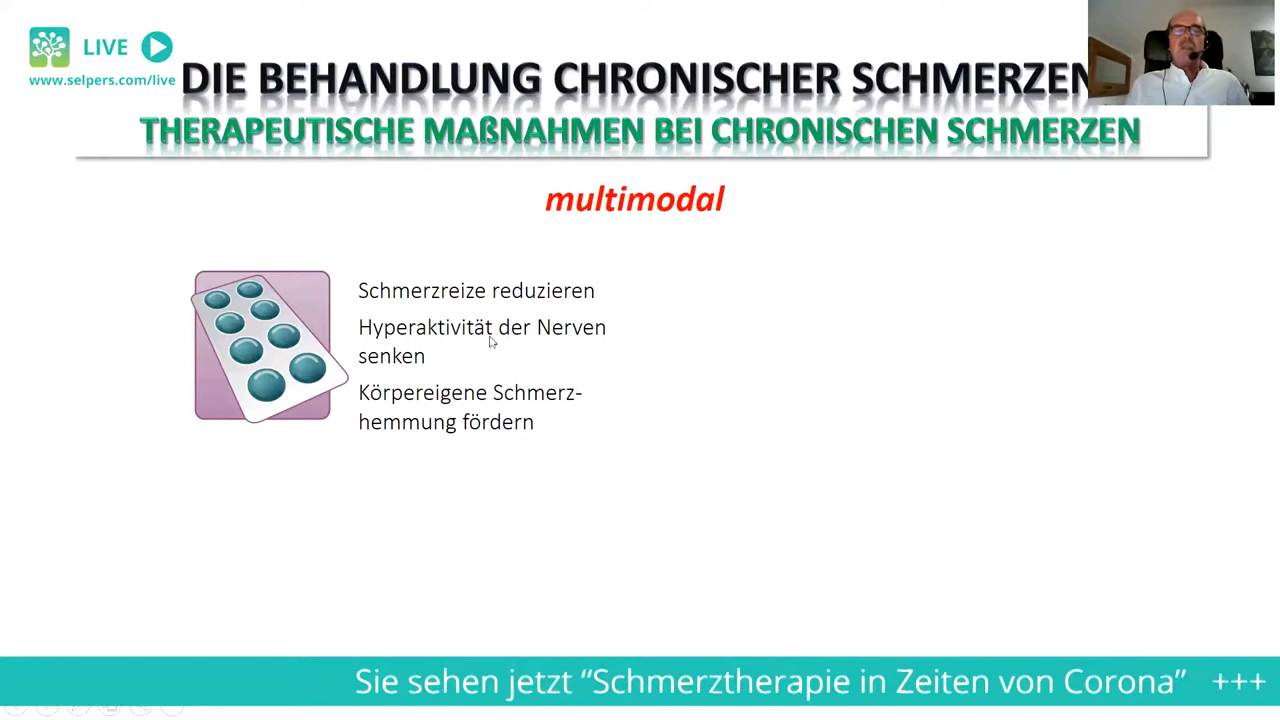 LIVE
www.selpers.com/live
DIE BEHANDLUNG CHRONISCHER SCHMERZEN
THERAPEUTISCHE MAßNAHMEN BEI CHRONISCHEN SCHMERZEN
multimodal
Schmerzreize reduzieren
Hyperaktivität der Nerven
senken
Körpereigene Schmerz-
hemmung fördern
Sie sehen jetzt “Schmerztherapie in Zeiten von Corona” +++